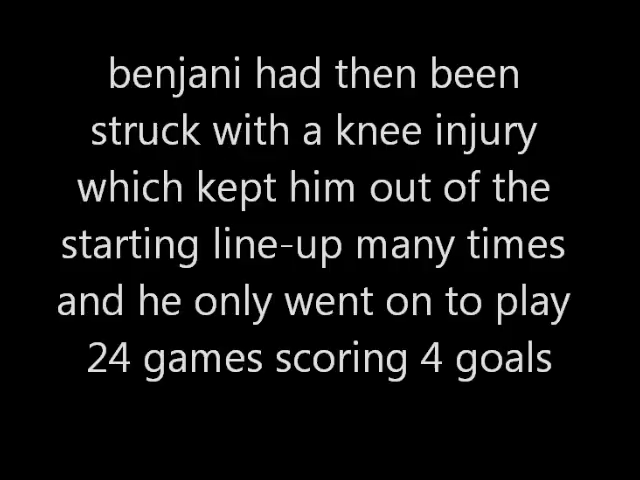 benjani had then been
struck with a knee injury
which kept him out of the
starting line-up many times
and he only went on to play
24 games scoring 4 goals